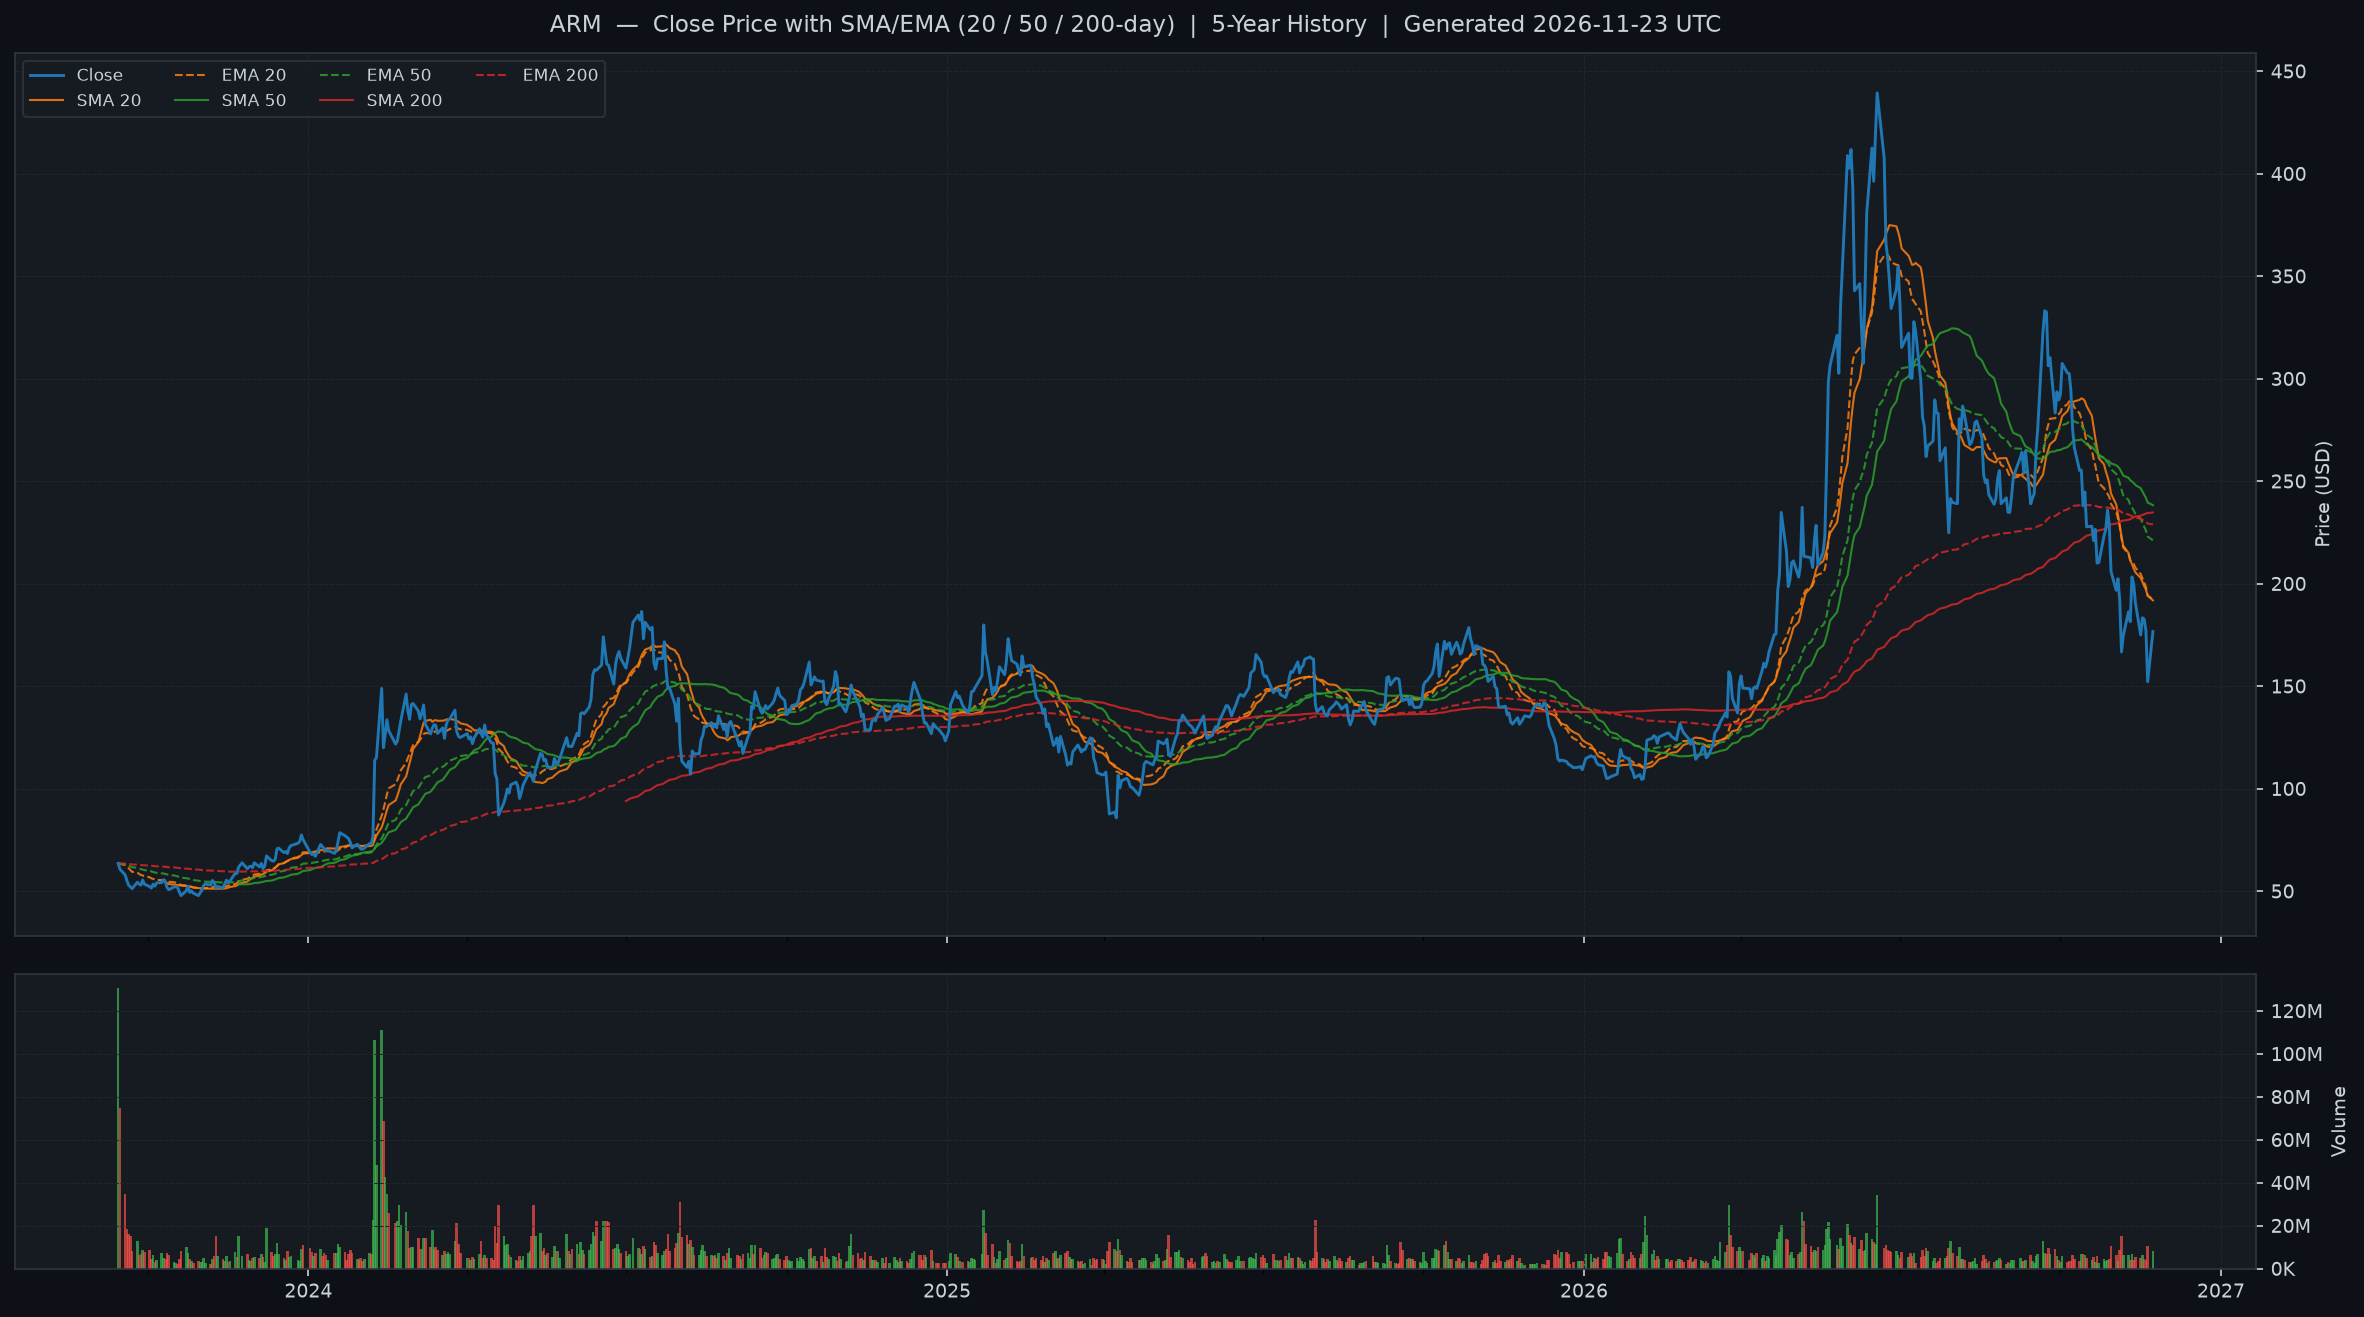 ARM — Close Price with SMA/EMA (20 / 50 / 200-day) | 5-Year History | Generated 2026-11-23 UTC
Close EMA 20 EMA 50 EMA 200
SMA 20 SMA 50 SMA 200
450
400
350
300
250
200
150
100
50
Price (USD)
120M
100M
80M
60M
40M
20M
0K
Volume
2024 2025 2026 2027